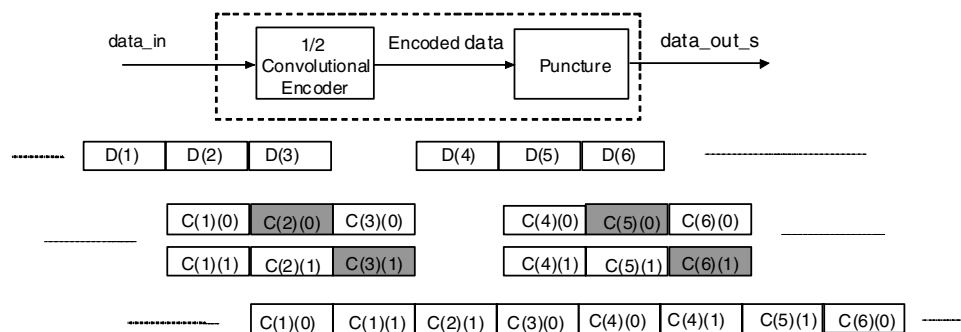 data_in
1/2
Convolutional
Encoder
Encoded data
Puncture
data_out_s
D(1) D(2) D(3) D(4) D(5) D(6)
C(1)(0) C(2)(0) C(3)(0) C(4)(0) C(5)(0) C(6)(0)
C(1)(1) C(2)(1) C(3)(1) C(4)(1) C(5)(1) C(6)(1)
C(1)(0) C(1)(1) C(2)(1) C(3)(0) C(4)(0) C(4)(1) C(5)(1) C(6)(0)